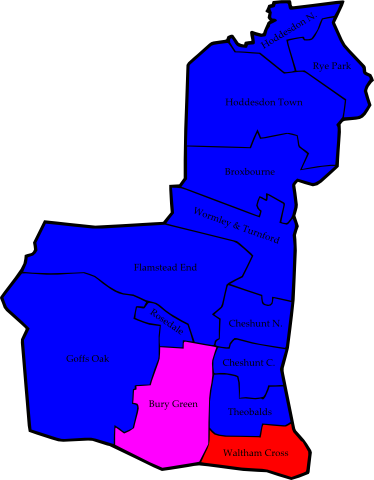 Hoddesdon N.
Rye Park
Hoddesdon Town
Broxbourne
Wormley & Turnford
Flamstead End
Rosedale
Cheshunt N.
Goffs Oak
Cheshunt C.
Bury Green
Theobalds
Waltham Cross